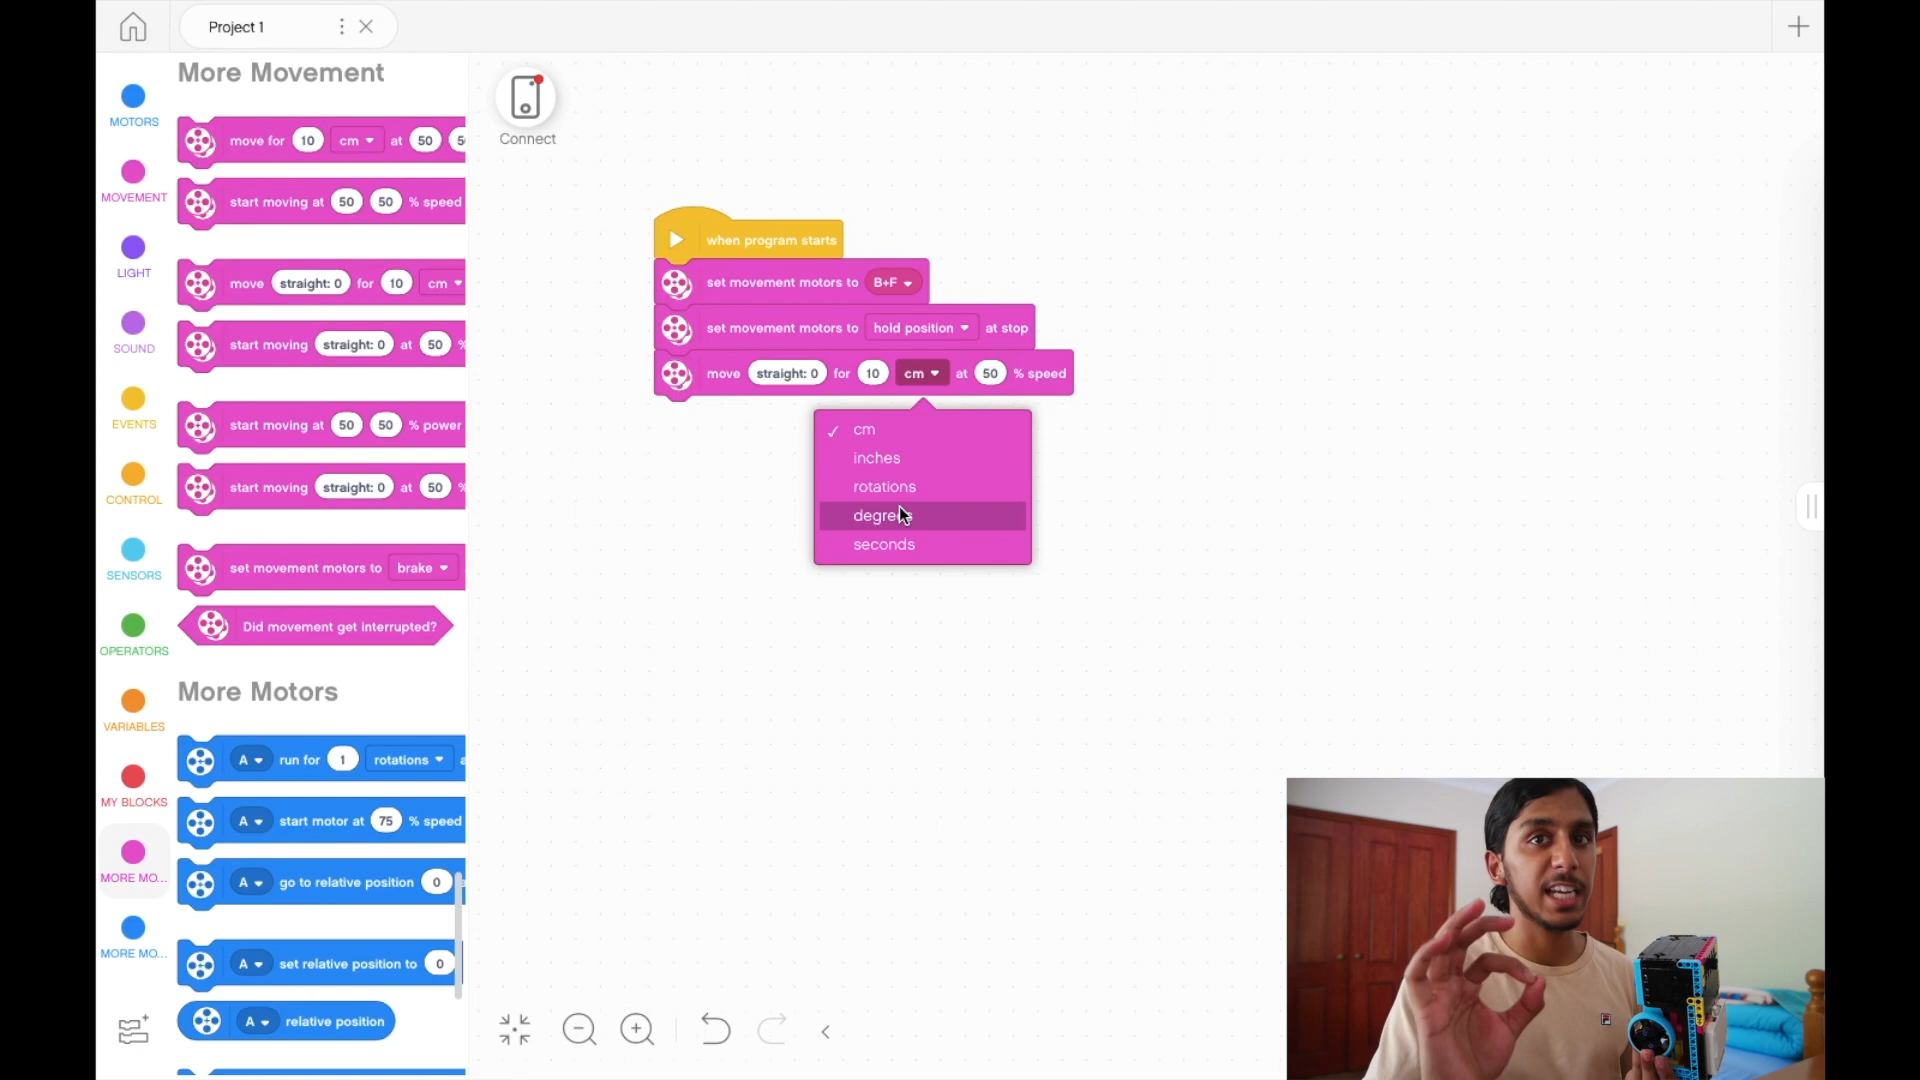 Project 1
More Movement
MOTORS
MOVEMENT
LIGHT
SOUND
EVENTS
CONTROL
SENSORS
OPERATORS
VARIABLES
MY BLOCKS
MORE MO...
MORE MO...
move for 10 cm at 50
start moving at 50 50 % speed
move straight: 0 for 10 cm
start moving straight: 0 at 50 %
start moving at 50 50 % power
start moving straight: 0 at 50 %
set movement motors to brake
Did movement get interrupted?
More Motors
A run for 1 rotations
A start motor at 75 % speed
A go to relative position 0
A set relative position to 0
A relative position
Connect
when program starts
set movement motors to B+F
set movement motors to hold position at stop
move straight: 0 for 10 cm at 50 % speed
cm
inches
rotations
degrees
seconds